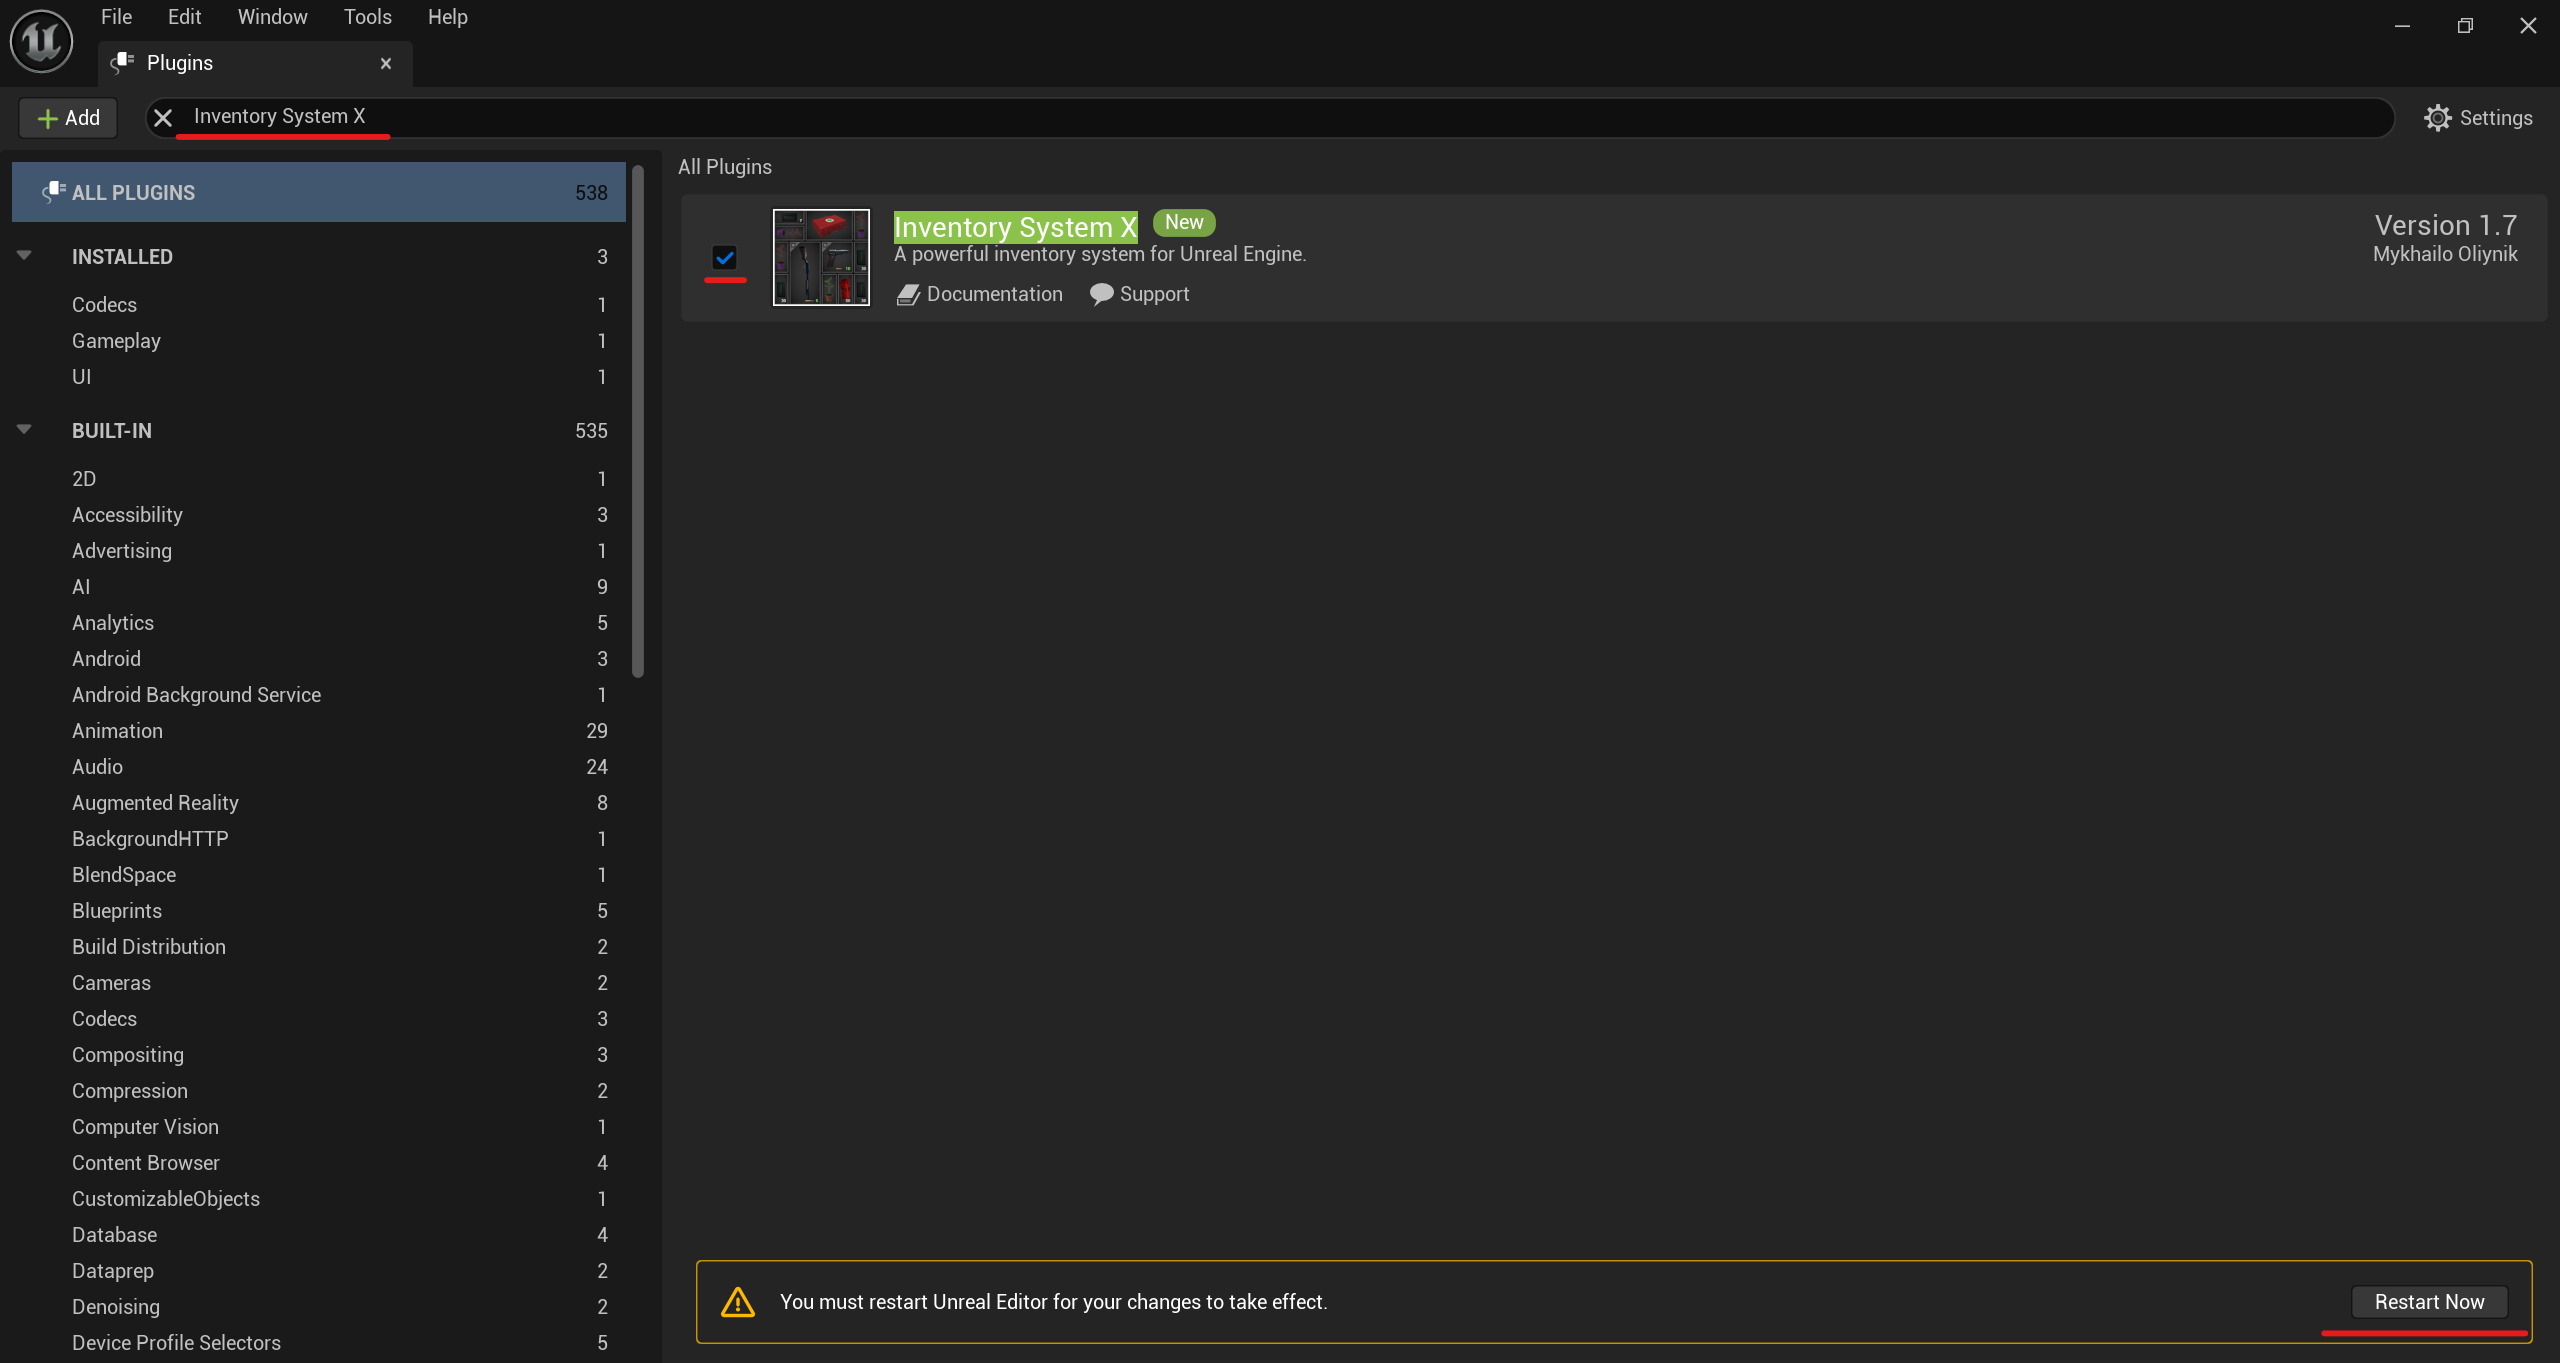 File Edit Window Tools Help
Plugins
Add
Inventory System X
Settings
ALL PLUGINS 538
INSTALLED 3
Codecs 1
Gameplay 1
UI 1
BUILT-IN 535
2D 1
Accessibility 3
Advertising 1
AI 9
Analytics 5
Android 3
Android Background Service 1
Animation 29
Audio 24
Augmented Reality 8
BackgroundHTTP 1
BlendSpace 1
Blueprints 5
Build Distribution 2
Cameras 2
Codecs 3
Compositing 3
Compression 2
Computer Vision 1
Content Browser 4
CustomizableObjects 1
Database 4
Dataprep 2
Denoising 2
Device Profile Selectors 5
All Plugins
Inventory System X New
Version 1.7
A powerful inventory system for Unreal Engine.
Mykhailo Oliynik
Documentation Support
You must restart Unreal Editor for your changes to take effect.
Restart Now